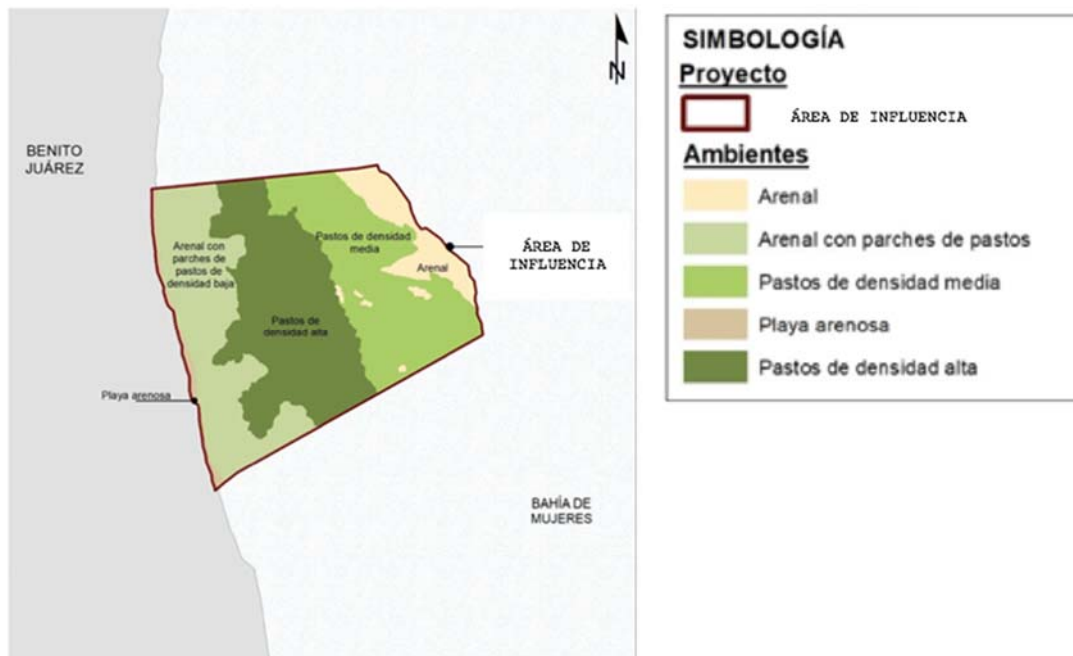 N
BENITO
JUÁREZ
Arenal con
parches de
pastos de
densidad baja
Pastos de densidad
media
Arenal
ÁREA DE
INFLUENCIA
Pastos de
densidad alta
Playa arenosa
BAHÍA DE
MUJERES
SIMBOLOGÍA
Proyecto
ÁREA DE INFLUENCIA
Ambientes
Arenal
Arenal con parches de pastos
Pastos de densidad media
Playa arenosa
Pastos de densidad alta